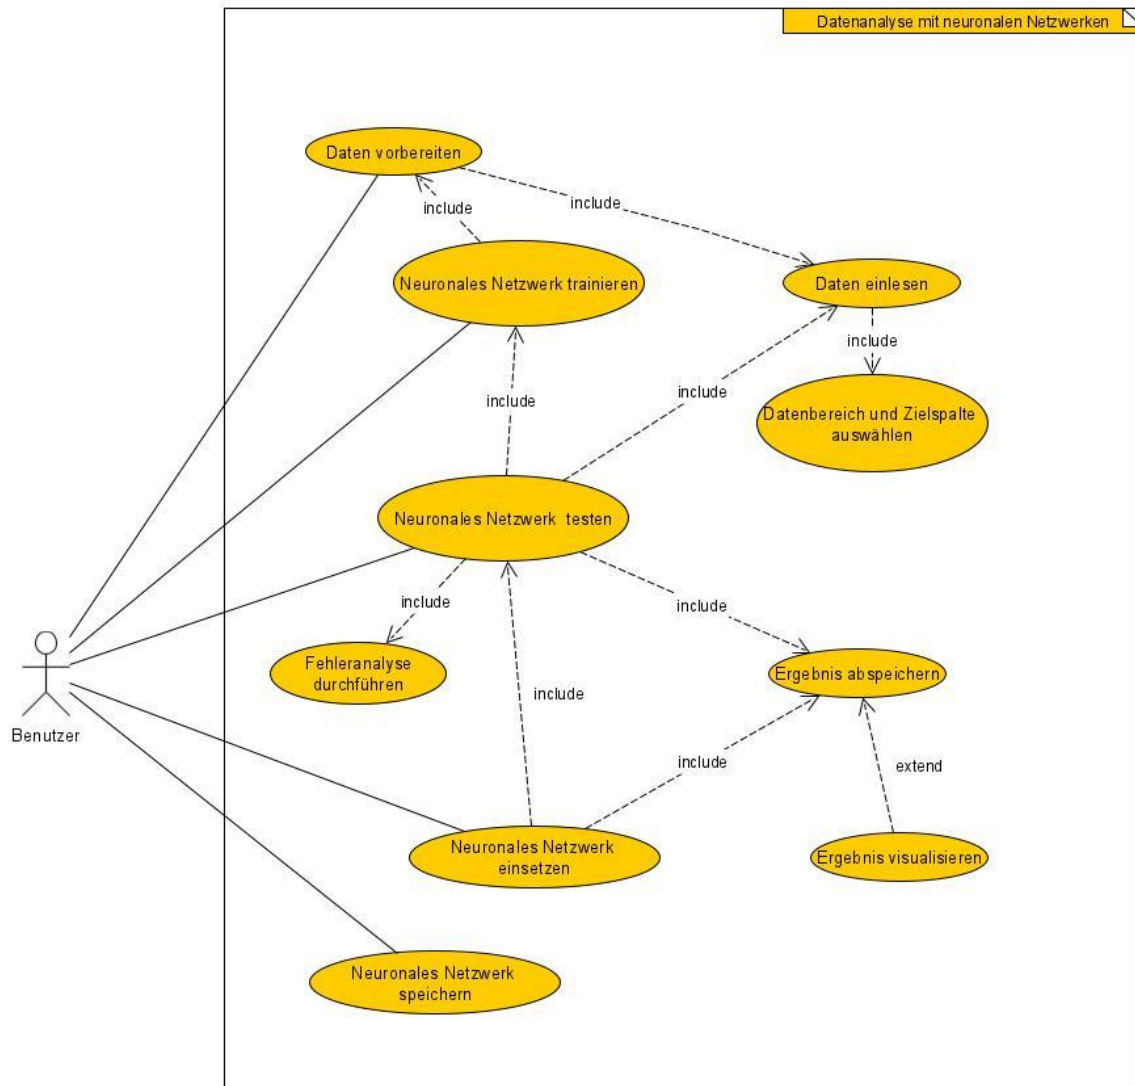 Datenanalyse mit neuronalen Netzwerken
Daten vorbereiten
include
include
Neuronales Netzwerk trainieren
Daten einlesen
include
include
include
Datenbereich und Zielspalte
auswählen
Neuronales Netzwerk testen
include
include
Fehleranalyse
durchführen
Ergebnis abspeichern
include
Benutzer
include
extend
Neuronales Netzwerk
einsetzen
Ergebnis visualisieren
Neuronales Netzwerk
speichern